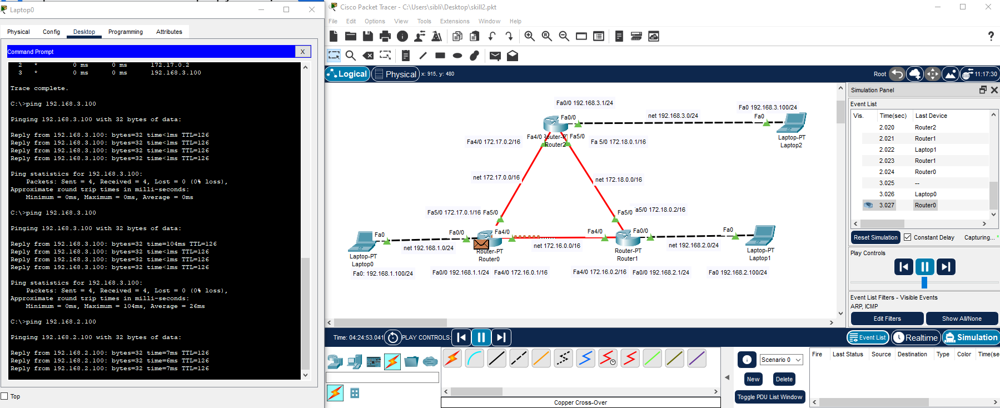 Laptop0
Physical Config Desktop Programming Attributes
Command Prompt X
2 * 0 ms 0 ms 172.17.0.2
3 * 0 ms 0 ms 192.168.3.100
Trace complete.
C:\>ping 192.168.3.100
Pinging 192.168.3.100 with 32 bytes of data:
Reply from 192.168.3.100: bytes=32 time<1ms TTL=126
Reply from 192.168.3.100: bytes=32 time<1ms TTL=126
Reply from 192.168.3.100: bytes=32 time<1ms TTL=126
Reply from 192.168.3.100: bytes=32 time<1ms TTL=126
Ping statistics for 192.168.3.100:
Packets: Sent = 4, Received = 4, Lost = 0 (0% loss),
Approximate round trip times in milli-seconds:
Minimum = 0ms, Maximum = 0ms, Average = 0ms
C:\>ping 192.168.3.100
Pinging 192.168.3.100 with 32 bytes of data:
Reply from 192.168.3.100: bytes=32 time=104ms TTL=126
Reply from 192.168.3.100: bytes=32 time<1ms TTL=126
Reply from 192.168.3.100: bytes=32 time<1ms TTL=126
Reply from 192.168.3.100: bytes=32 time<1ms TTL=126
Ping statistics for 192.168.3.100:
Packets: Sent = 4, Received = 4, Lost = 0 (0% loss),
Approximate round trip times in milli-seconds:
Minimum = 0ms, Maximum = 104ms, Average = 26ms
C:\>ping 192.168.2.100
Pinging 192.168.2.100 with 32 bytes of data:
Reply from 192.168.2.100: bytes=32 time=7ms TTL=126
Reply from 192.168.2.100: bytes=32 time=6ms TTL=126
Reply from 192.168.2.100: bytes=32 time=7ms TTL=126
Top
Cisco Packet Tracer - C:\Users\sibli\Desktop\skill2.pkt
File Edit Options View Tools Extensions Window Help
Logical Physical x: 915, y: 480 Root 11:17:30
Fa0/0 192.168.3.1/24
Fa0 192.168.3.100/24
Fa0/0 net 192.168.3.0/24 Fa0
Fa4/0 Router-PT Fa5/0
Router2
Laptop-PT
Laptop2
Fa4/0 172.17.0.2/16 Fa 5/0 172.18.0.1/16
net 172.17.0.0/16 net 172.18.0.0/16
Fa5/0 172.17.0.1/16 Fa5/0 Fa5/0 a5/0 172.18.0.2/16
Fa0 Fa0/0 Fa4/0 Fa4/0 Fa0/0 Fa0
net 192.168.1.0/24 net 172.16.0.0/16 net 192.168.2.0/24
Laptop-PT Router-PT Router-PT Laptop-PT
Laptop0 Router0 Router1 Laptop1
Fa0: 192.168.1.100/24 Fa0/0 192.168.1.1/24 Fa4/0 172.16.0.1/16 Fa4/0 172.16.0.2/16 Fa0/0 192.168.2.1/24 Fa0 192.168.2.100/24
Simulation Panel
Event List
Vis. Time(sec) Last Device
2.020 Router2
2.021 Router1
2.022 Laptop1
2.023 Router1
2.024 Router0
3.025 --
3.026 Laptop0
3.027 Router0
Reset Simulation Constant Delay Capturing...
Play Controls
Event List Filters - Visible Events
ARP, ICMP
Edit Filters Show All/None
Time: 04:24:53.041 PLAY CONTROLS: Event List Realtime Simulation
Scenario 0
New Delete
Toggle PDU List Window
Fire Last Status Source Destination Type Color Time(se
Copper Cross-Over